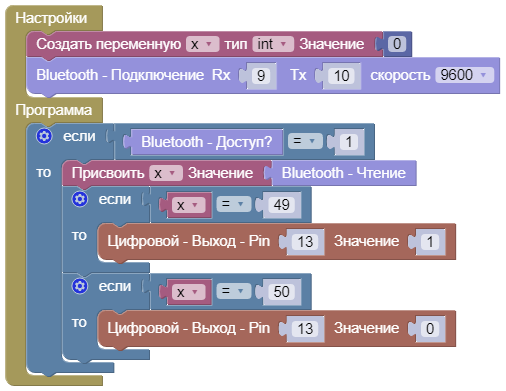 Настройки
Создать переменную x тип int Значение 0
Bluetooth - Подключение Rx 9 Tx 10 скорость 9600
Программа
если Bluetooth - Доступ? = 1
то Присвоить x Значение Bluetooth - Чтение
если x = 49
то Цифровой - Выход - Pin 13 Значение 1
если x = 50
то Цифровой - Выход - Pin 13 Значение 0